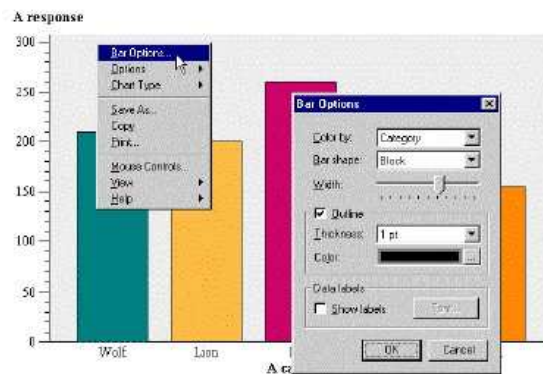 A response
300
250
200
150
100
50
0
Bar Options...
Options
Chart Type
Save As...
Copy
Print...
Mouse Controls...
View
Help
Bar Options
Color by: Category
Bar shape: Block
Width:
Outline
Thickness: 1 pt
Color: ...
Data labels
Show labels
OK Cancel
Wolf Lion
A ca